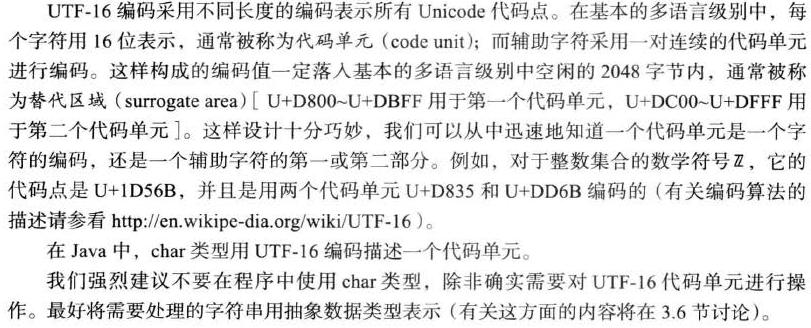 UTF-16 编码采用不同长度的编码表示所有 Unicode 代码点。在基本的多语言级别中，每
个字符用 16 位表示，通常被称为代码单元（code unit）；而辅助字符采用一对连续的代码单元
进行编码。这样构成的编码值一定落入基本的多语言级别中空闲的 2048 字节内，通常被称
为替代区域（surrogate area）[ U+D800~U+DBFF 用于第一个代码单元，U+DC00~U+DFFF 用
于第二个代码单元 ]。这样设计十分巧妙，我们可以从中迅速地知道一个代码单元是一个字
符的编码，还是一个辅助字符的第一或第二部分。例如，对于整数集合的数学符号ℤ，它的
代码点是 U+1D56B，并且是用两个代码单元 U+D835 和 U+DD6B 编码的（有关编码算法的
描述请参看 http://en.wikipe-dia.org/wiki/UTF-16 ）。
在 Java 中，char 类型用 UTF-16 编码描述一个代码单元。
我们强烈建议不要在程序中使用 char 类型，除非确实需要对 UTF-16 代码单元进行操
作。最好将需要处理的字符串用抽象数据类型表示（有关这方面的内容将在 3.6 节讨论）。